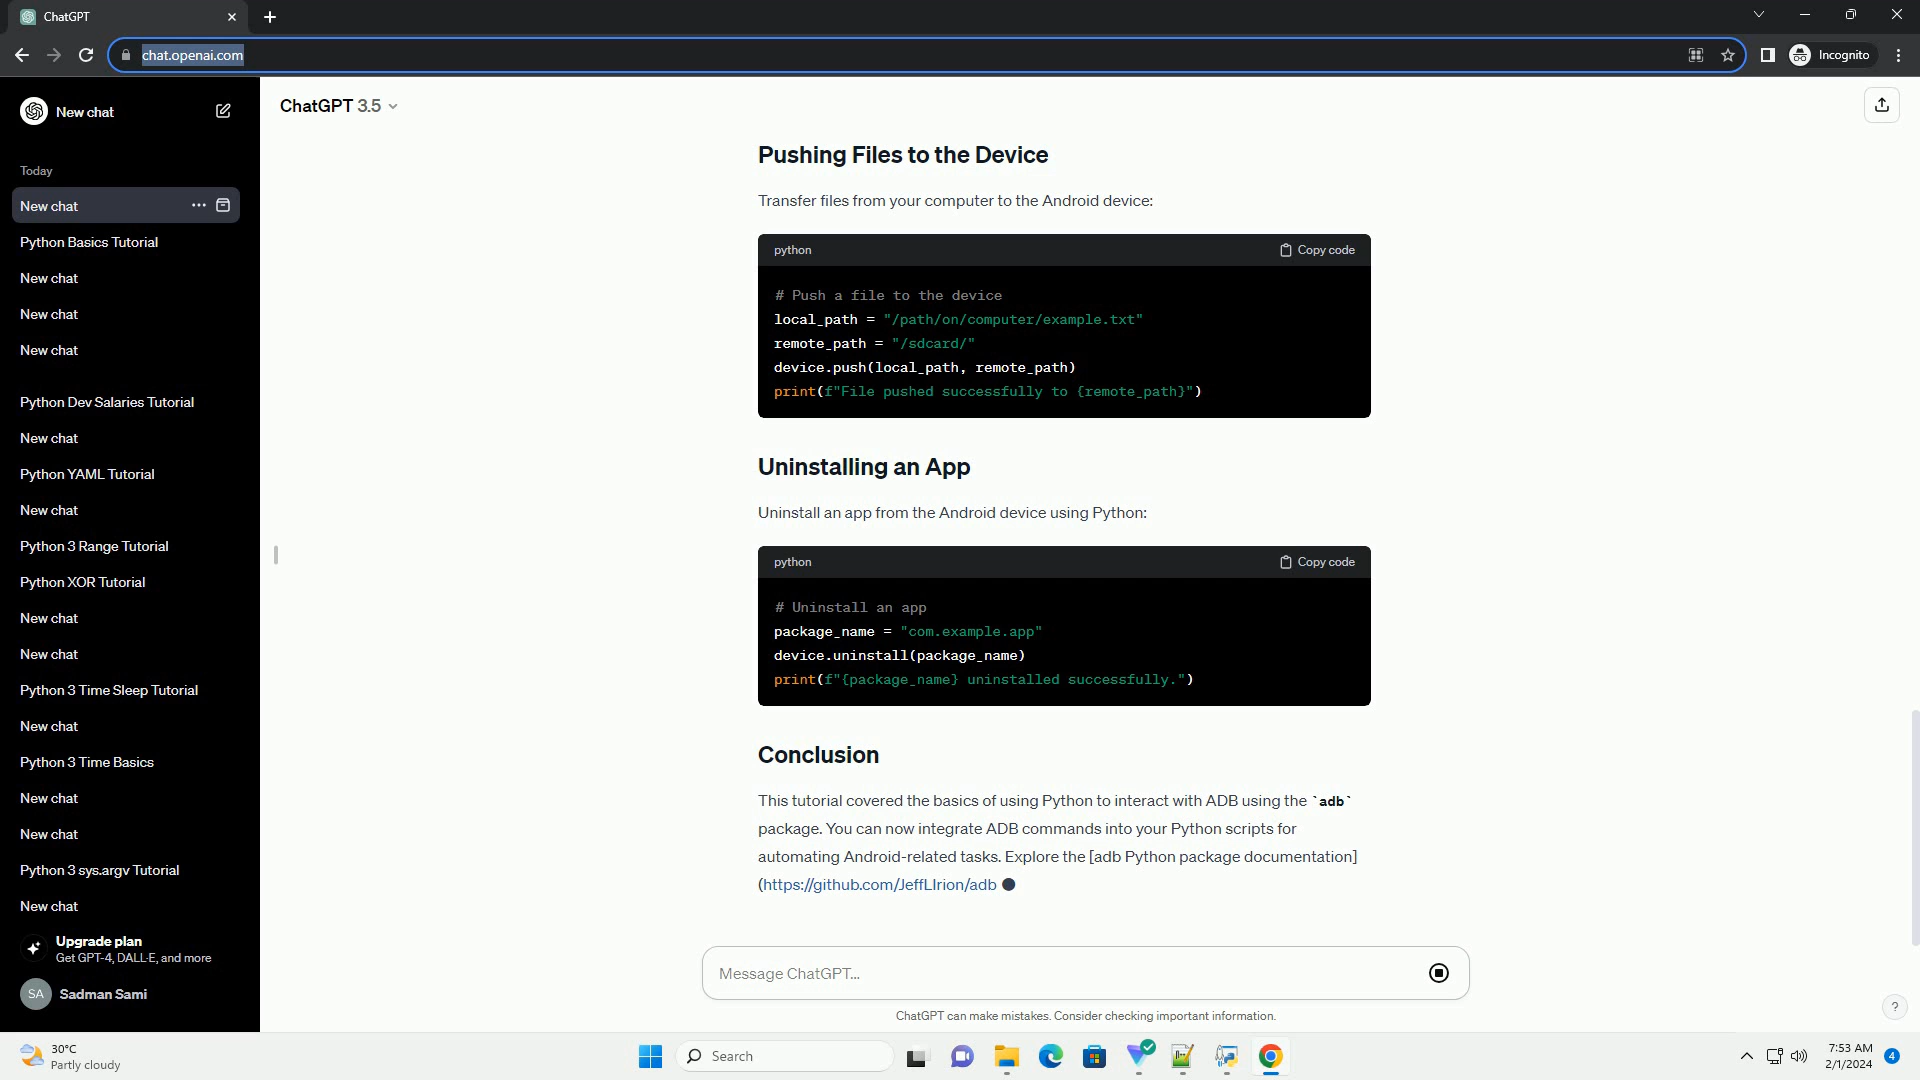 ChatGPT
chat.openai.com
Incognito
New chat
ChatGPT 3.5
Today
New chat
Python Basics Tutorial
New chat
New chat
New chat
Python Dev Salaries Tutorial
New chat
Python YAML Tutorial
New chat
Python 3 Range Tutorial
Python XOR Tutorial
New chat
New chat
Python 3 Time Sleep Tutorial
New chat
Python 3 Time Basics
New chat
New chat
Python 3 sys.argv Tutorial
New chat
Upgrade plan
Get GPT-4, DALL·E, and more
SA Sadman Sami
Pushing Files to the Device
Transfer files from your computer to the Android device:
python Copy code
# Push a file to the device
local_path = "/path/on/computer/example.txt"
remote_path = "/sdcard/"
device.push(local_path, remote_path)
print(f"File pushed successfully to {remote_path}")
Uninstalling an App
Uninstall an app from the Android device using Python:
python Copy code
# Uninstall an app
package_name = "com.example.app"
device.uninstall(package_name)
print(f"{package_name} uninstalled successfully.")
Conclusion
This tutorial covered the basics of using Python to interact with ADB using the `adb`
package. You can now integrate ADB commands into your Python scripts for
automating Android-related tasks. Explore the [adb Python package documentation]
(https://github.com/JeffLIrion/adb
Message ChatGPT...
ChatGPT can make mistakes. Consider checking important information.
?
30°C
Partly cloudy
Search
7:53 AM
2/1/2024
4